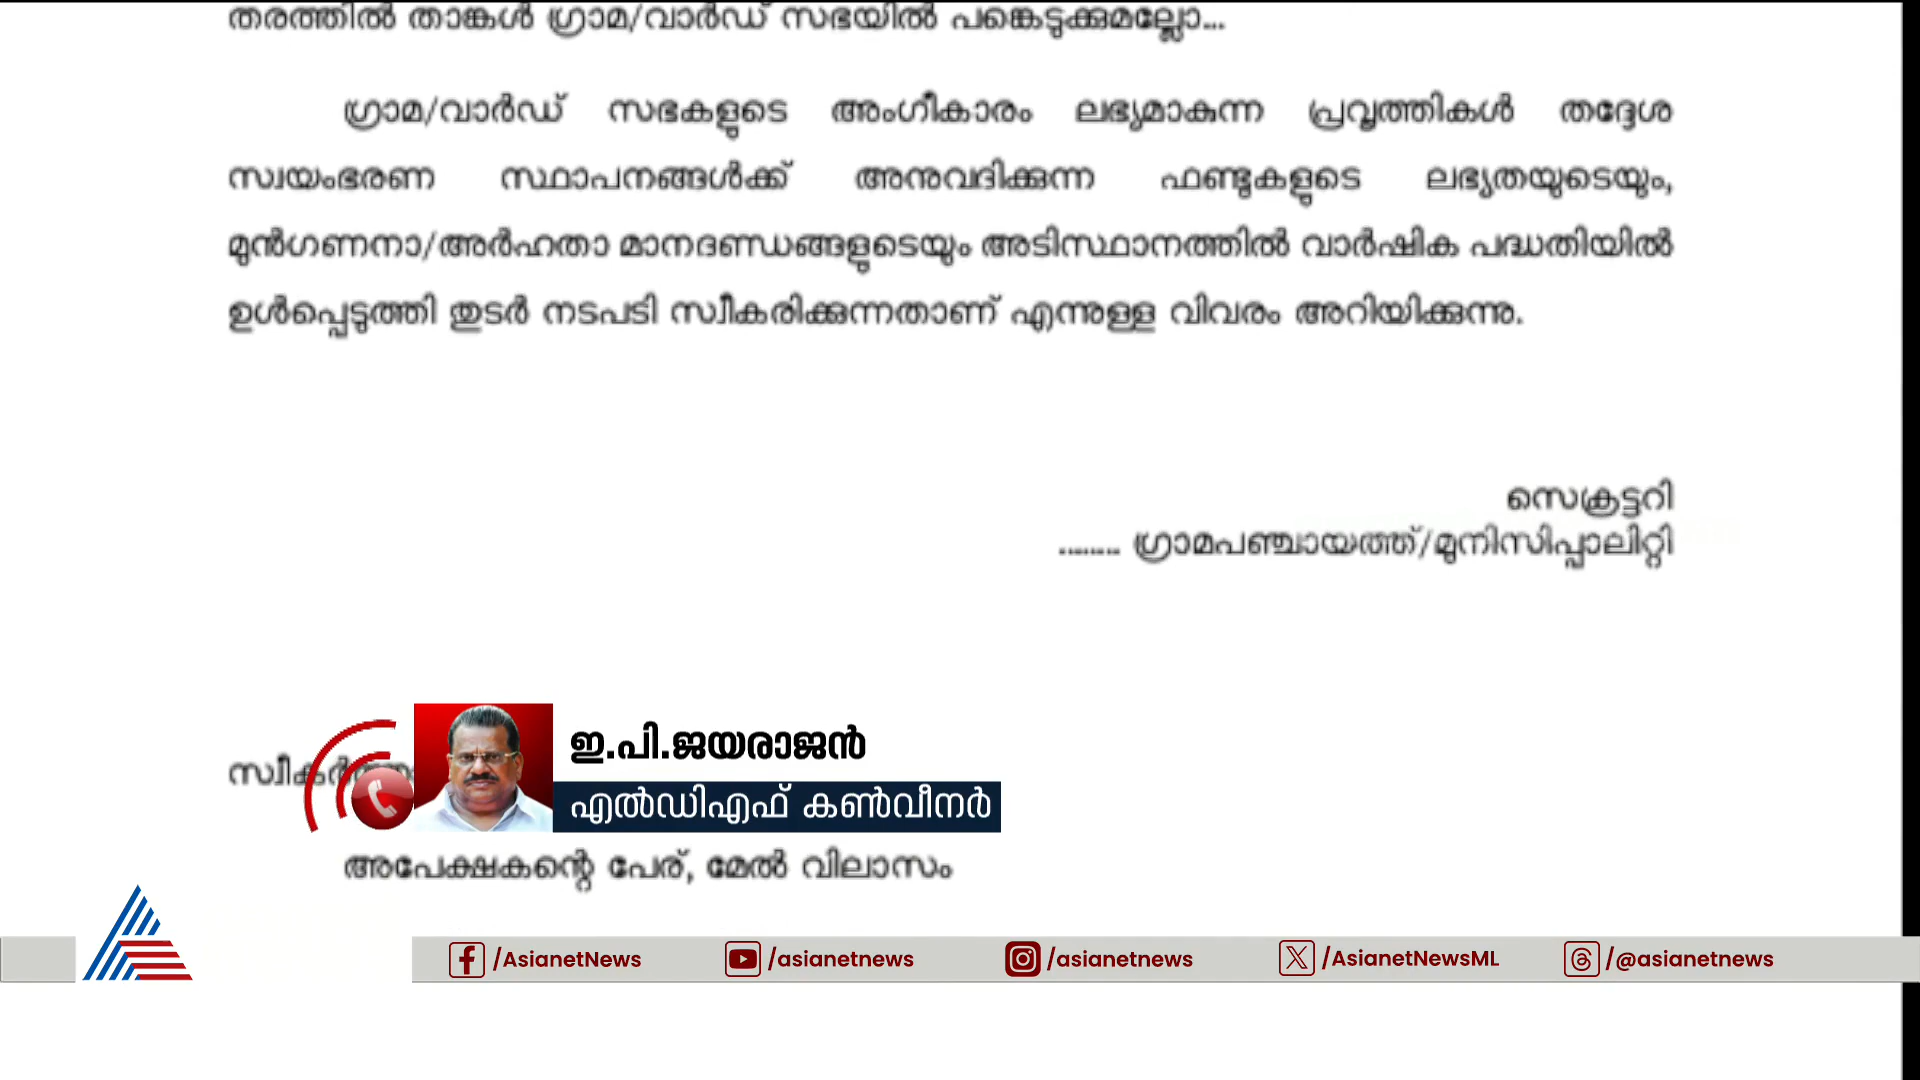 തരത്തിൽ താങ്കൾ ഗ്രാമ/വാർഡ് സഭയിൽ പങ്കെടുക്കുമല്ലോ...
ഗ്രാമ/വാർഡ് സഭകളുടെ അംഗീകാരം ലഭ്യമാകുന്ന പ്രവൃത്തികൾ തദ്ദേശ
സ്വയംഭരണ സ്ഥാപനങ്ങൾക്ക് അനുവദിക്കുന്ന ഫണ്ടുകളുടെ ലഭ്യതയുടെയും,
മുൻഗണനാ/അർഹതാ മാനദണ്ഡങ്ങളുടെയും അടിസ്ഥാനത്തിൽ വാർഷിക പദ്ധതിയിൽ
ഉൾപ്പെടുത്തി തുടർ നടപടി സ്വീകരിക്കുന്നതാണ് എന്നുള്ള വിവരം അറിയിക്കുന്നു.
സെക്രട്ടറി
........ ഗ്രാമപഞ്ചായത്ത്/മുനിസിപ്പാലിറ്റി
ഇ.പി.ജയരാജൻ
എൽഡിഎഫ് കൺവീനർ
അപേക്ഷകന്റെ പേര്, മേൽ വിലാസം
/AsianetNews /asianetnews /asianetnews /AsianetNewsML /@asianetnews